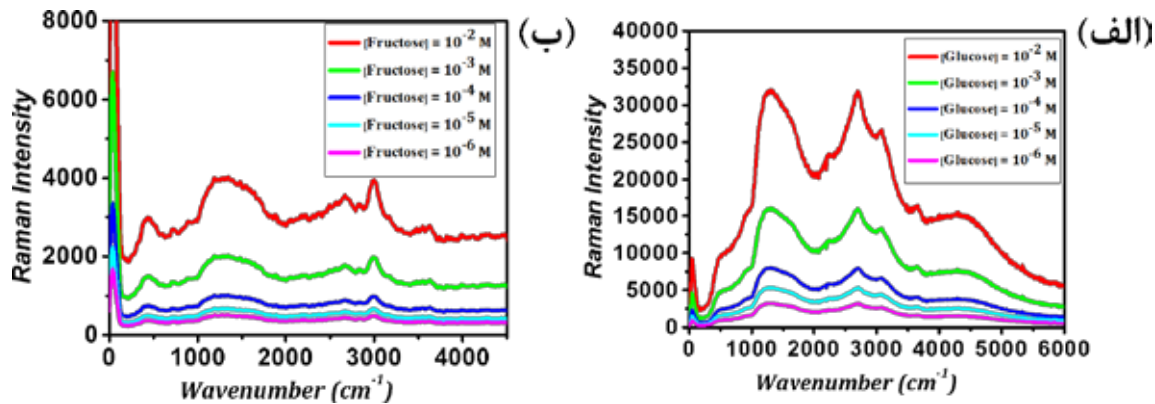 (ب)
8000
6000
4000
2000
0
Raman Intensity
[Fructose] = 10⁻² M
[Fructose] = 10⁻³ M
[Fructose] = 10⁻⁴ M
[Fructose] = 10⁻⁵ M
[Fructose] = 10⁻⁶ M
0 1000 2000 3000 4000
Wavenumber (cm⁻¹)
(الف)
40000
35000
30000
25000
20000
15000
10000
5000
0
Raman Intensity
[Glucose] = 10⁻² M
[Glucose] = 10⁻³ M
[Glucose] = 10⁻⁴ M
[Glucose] = 10⁻⁵ M
[Glucose] = 10⁻⁶ M
0 1000 2000 3000 4000 5000 6000
Wavenumber (cm⁻¹)